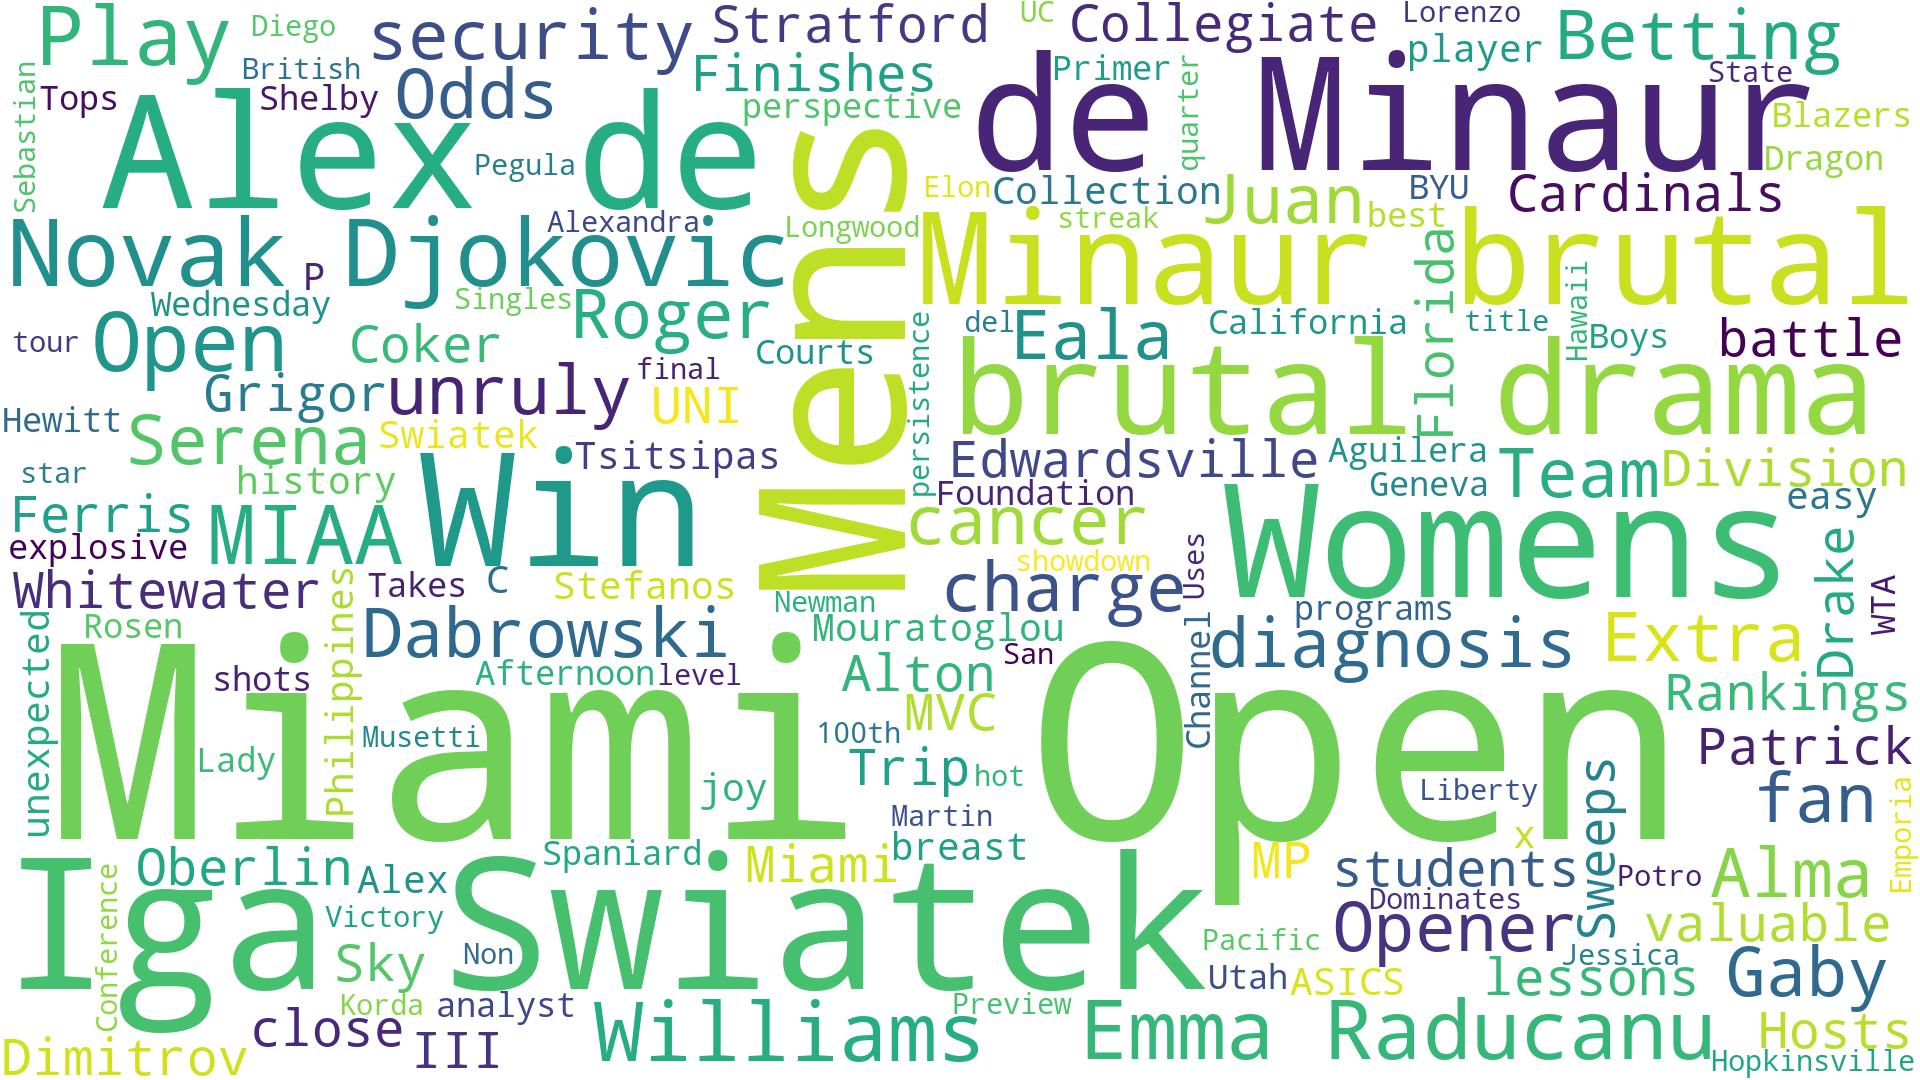 Play
Diego
security
Stratford
UC
Collegiate
Lorenzo
Betting
British
Finishes
Primer
player
State
Sebastian
Tops
Shelby
Odds
perspective
de Minaur
quarter
Blazers
Alex de
Pegula
Mens
Dragon
Elon
Collection
Juan
best
BYU
Cardinals
Novak Djokovic
Alexandra
Longwood
Minaur brutal
streak
Florida
P
Wednesday
Singles
Roger
persistence
del
Eala
California
title
Hawaii
Boys
battle
tour
Open
Coker
Courts
brutal drama
final
Grigor
unruly
UNI
Hewitt
Serena
Swiatek
Tsitsipas
Edwardsville
Aguilera
Team
Division
star
history
Win
Foundation
Geneva
easy
Ferris
MIAA
cancer
Womens
explosive
showdown
Uses
Drake
Whitewater
Philippines
Takes
C
Stefanos
Newman
charge
programs
WTA
unexpected
Rosen
Dabrowski
Mouratoglou
Channel
diagnosis
Extra
shots
Afternoon
level
Alton
San
Rankings
Miami Open
Musetti
100th
MVC
Patrick
Lady
joy
Trip
hot
Liberty
Sweeps
fan
Martin
x
Emporia
Conference
Oberlin
Alex
Spaniard
Miami
breast
MP
students
Potro
Alma
Iga Swiatek
Victory
Dominates
Opener
valuable
Sky
Non
Pacific
Jessica
Utah
ASICS
lessons
Gaby
Korda
analyst
Preview
Dimitrov
close
III
Williams
Emma Raducanu
Hosts
Hopkinsville